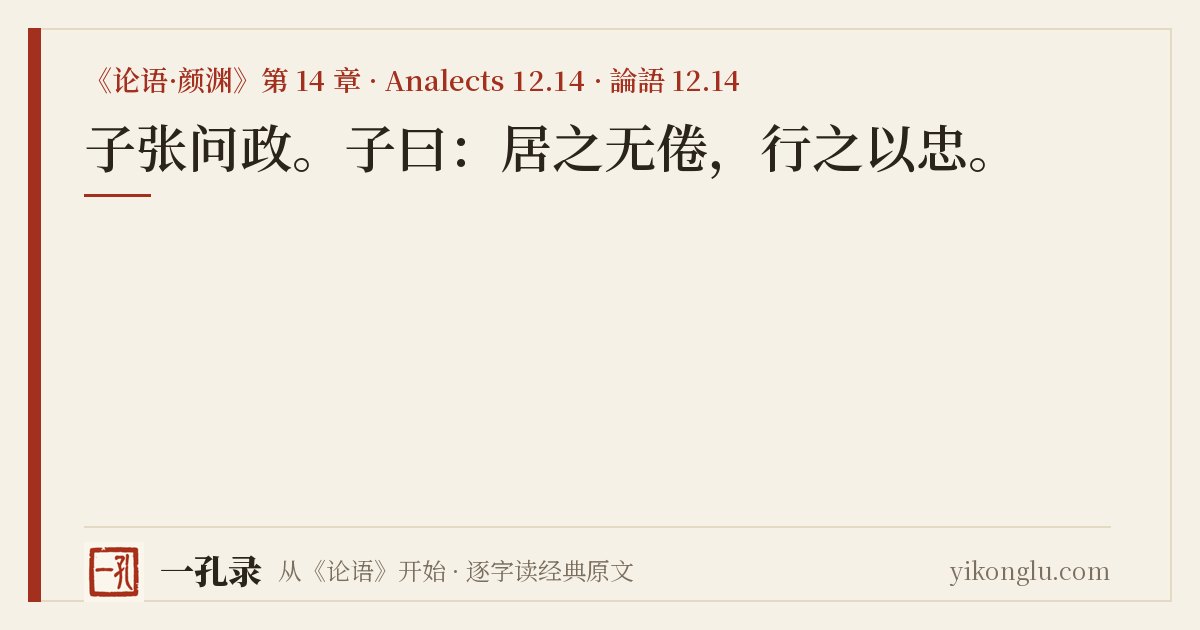 《论语·颜渊》第 14 章 · Analects 12.14 · 論語 12.14
子张问政。子曰：居之无倦，行之以忠。
一孔
一孔录 从《论语》开始 · 逐字读经典原文 yikonglu.com